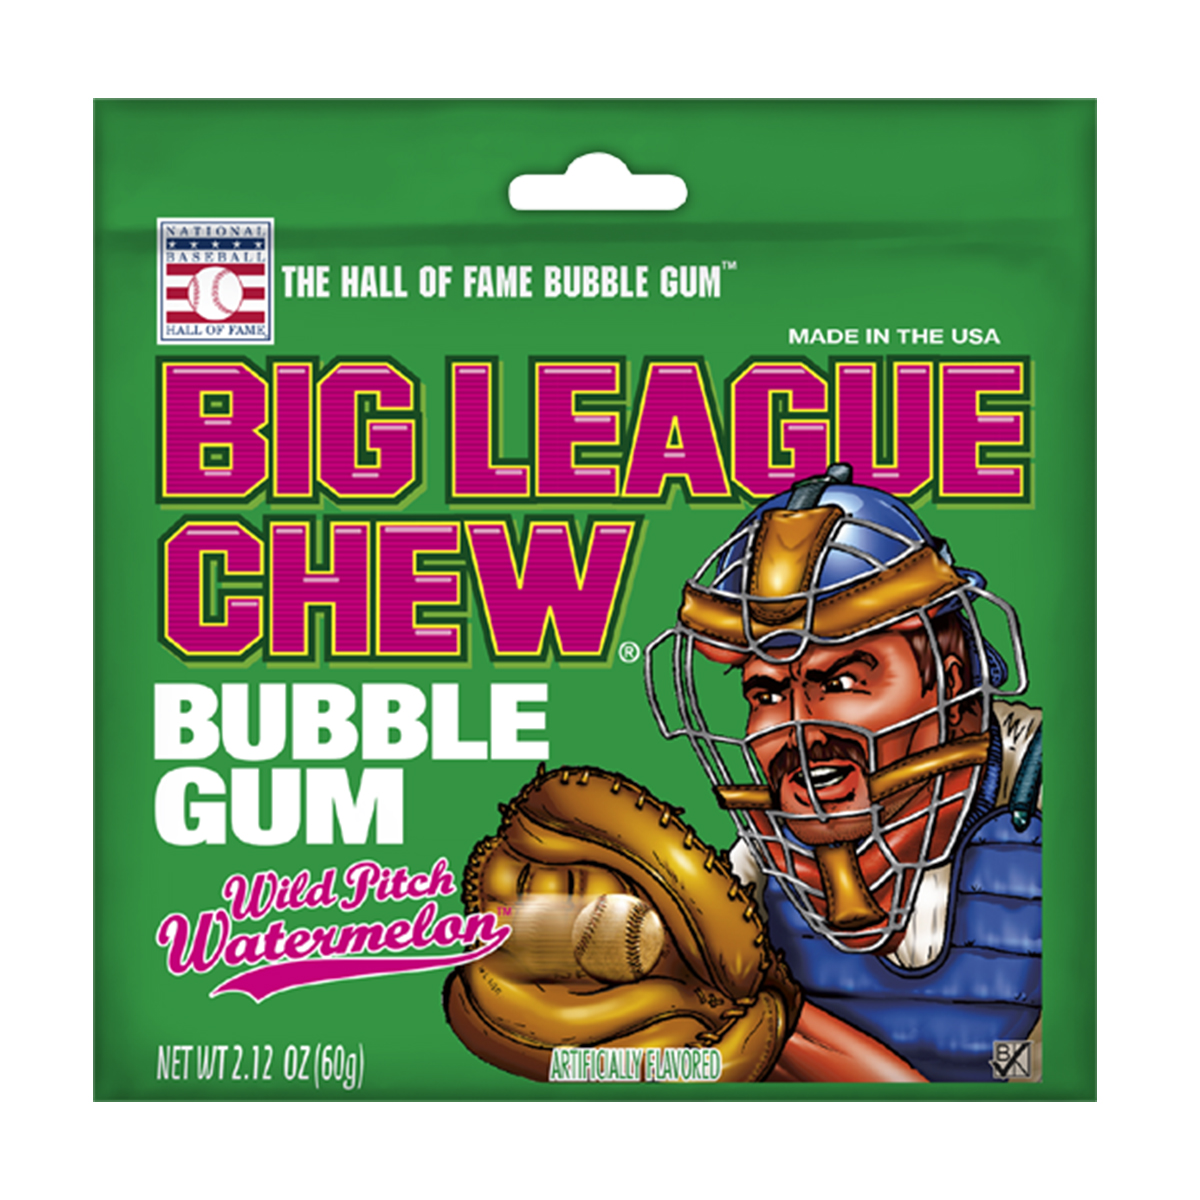 NATIONAL
BASEBALL
HALL OF FAME
THE HALL OF FAME BUBBLE GUM™
MADE IN THE USA
BIG LEAGUE
CHEW®
BUBBLE
GUM
Wild Pitch
Watermelon™
NET WT 2.12 OZ (60g)
ARTIFICIALLY FLAVORED
BK